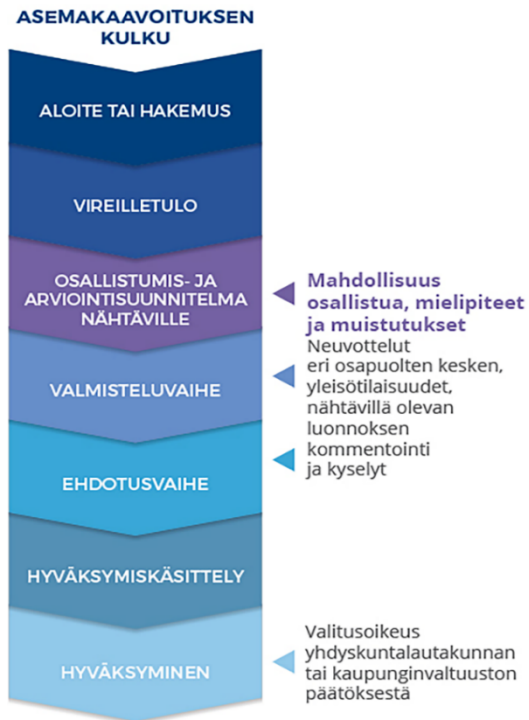 ASEMAKAAVOITUKSEN
KULKU
ALOITE TAI HAKEMUS
VIREILLETULO
OSALLISTUMIS- JA
ARVIOINTISUUNNITELMA
NÄHTÄVILLE
Mahdollisuus
osallistua, mielipiteet
ja muistutukset
Neuvottelut
eri osapuolten kesken,
yleisötilaisuudet,
nähtävillä olevan
luonnoksen
kommentointi
ja kyselyt
VALMISTELUVAIHE
EHDOTUSVAIHE
HYVÄKSYMISKÄSITTELY
HYVÄKSYMINEN
Valitusoikeus
yhdyskuntalautakunnan
tai kaupunginvaltuuston
päätöksestä